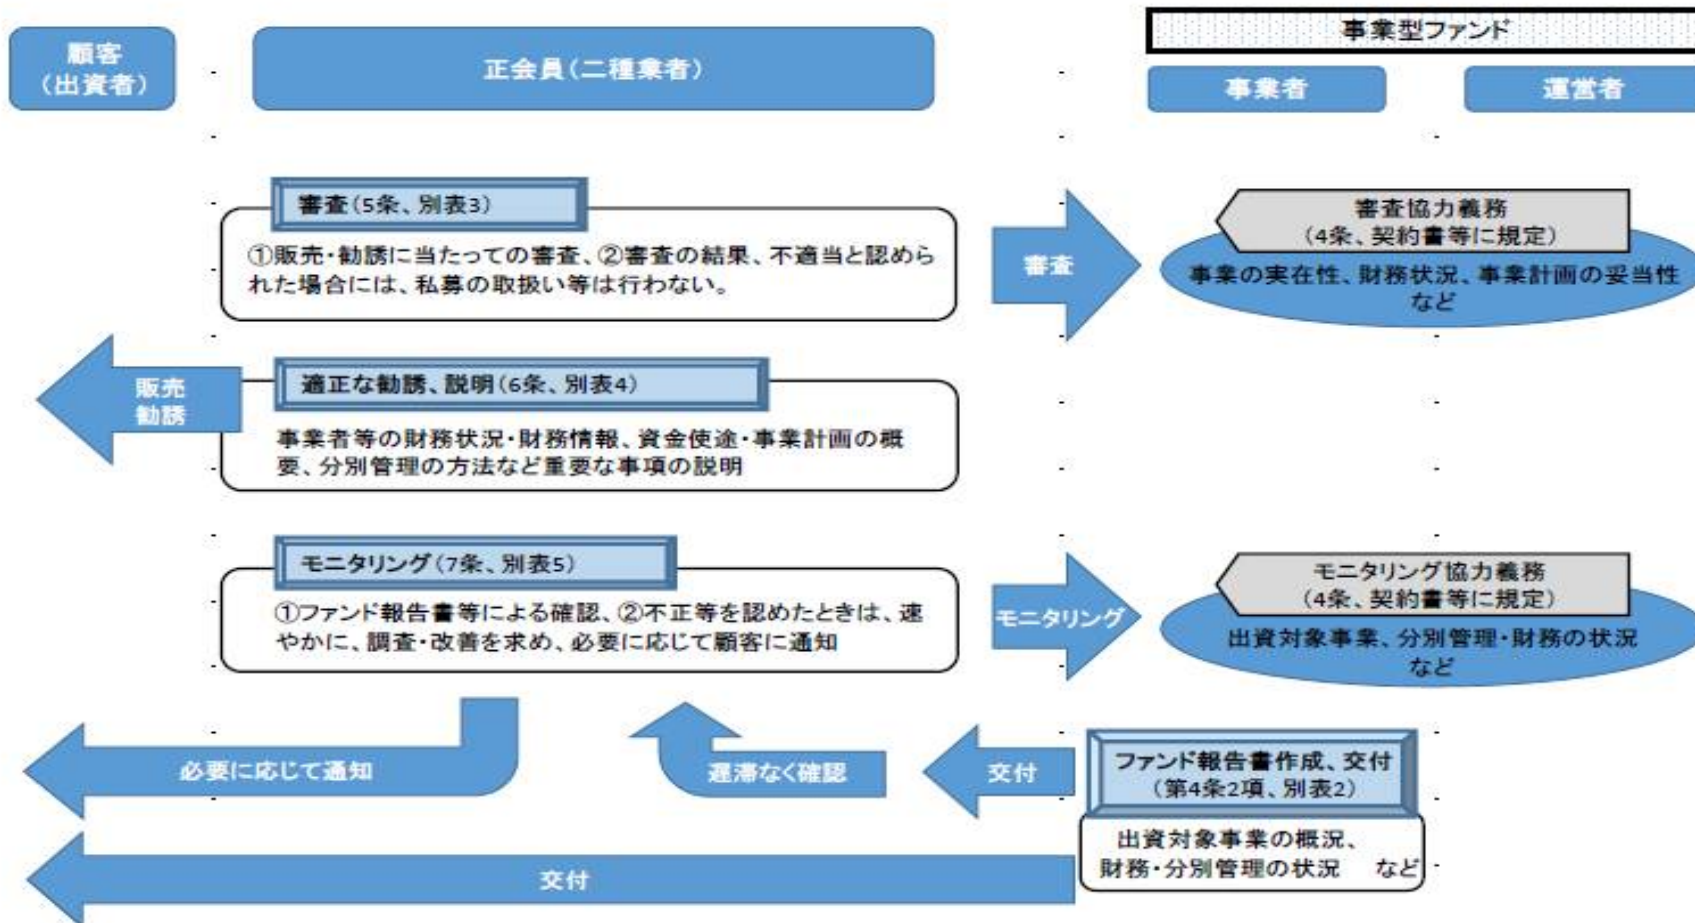 顧客
（出資者）
正会員（二種業者）
事業型ファンド
事業者
運営者
審査（5条、別表3）
①販売・勧誘に当たっての審査、②審査の結果、不適当と認めら
れた場合には、私募の取扱い等は行わない。
審査
審査協力義務
（4条、契約書等に規定）
事業の実在性、財務状況、事業計画の妥当性
など
販売
勧誘
適正な勧誘、説明（6条、別表4）
事業者等の財務状況・財務情報、資金使途・事業計画の概
要、分別管理の方法など重要な事項の説明
モニタリング（7条、別表5）
①ファンド報告書等による確認、②不正等を認めたときは、速
やかに、調査・改善を求め、必要に応じて顧客に通知
モニタリング
モニタリング協力義務
（4条、契約書等に規定）
出資対象事業、分別管理・財務の状況
など
必要に応じて通知
遅滞なく確認
交付
ファンド報告書作成、交付
（第4条2項、別表2）
出資対象事業の概況、
財務・分別管理の状況　など
交付